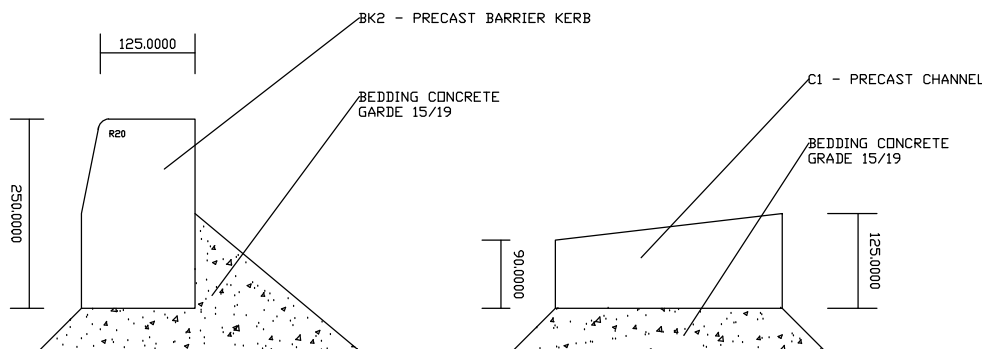 BK2 - PRECAST BARRIER KERB
125.0000
C1 - PRECAST CHANNEL
BEDDING CONCRETE
GARDE 15/19
R20
BEDDING CONCRETE
GRADE 15/19
250.0000
90.0000
125.0000